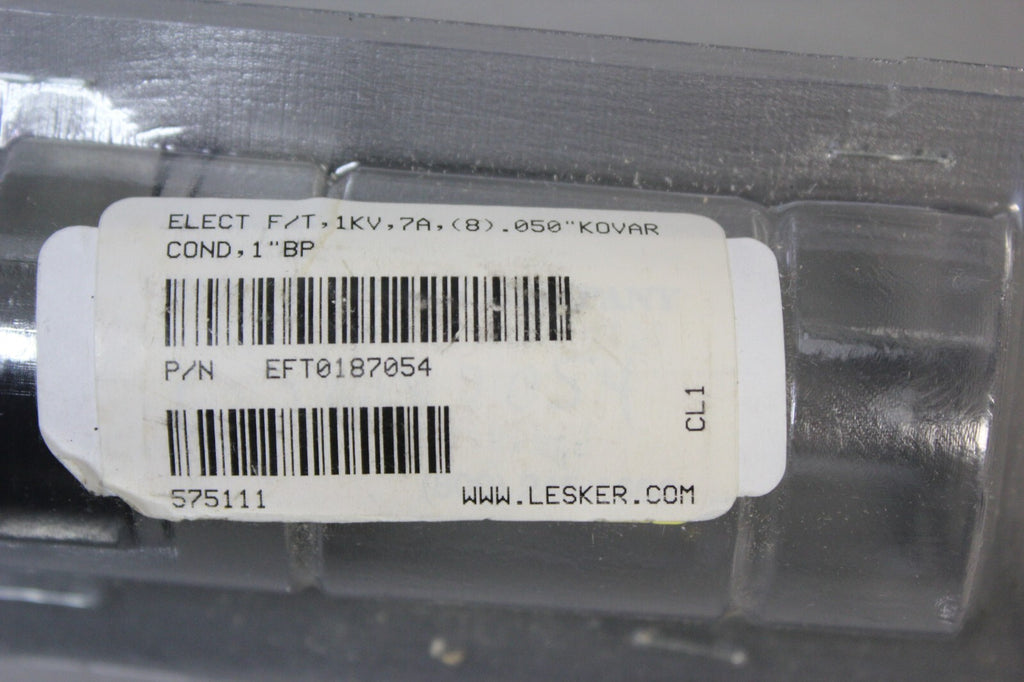 ELECT F/T,1KV,7A,(8).050"KOVAR
COND,1"BP
P/N EFT0187054
CL1
575111
WWW.LESKER.COM